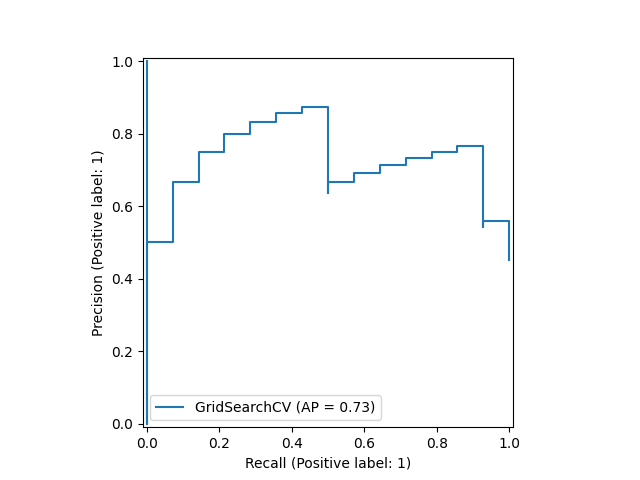 1.0
0.8
0.6
0.4
0.2
0.0
Precision (Positive label: 1)
GridSearchCV (AP = 0.73)
0.0 0.2 0.4 0.6 0.8 1.0
Recall (Positive label: 1)